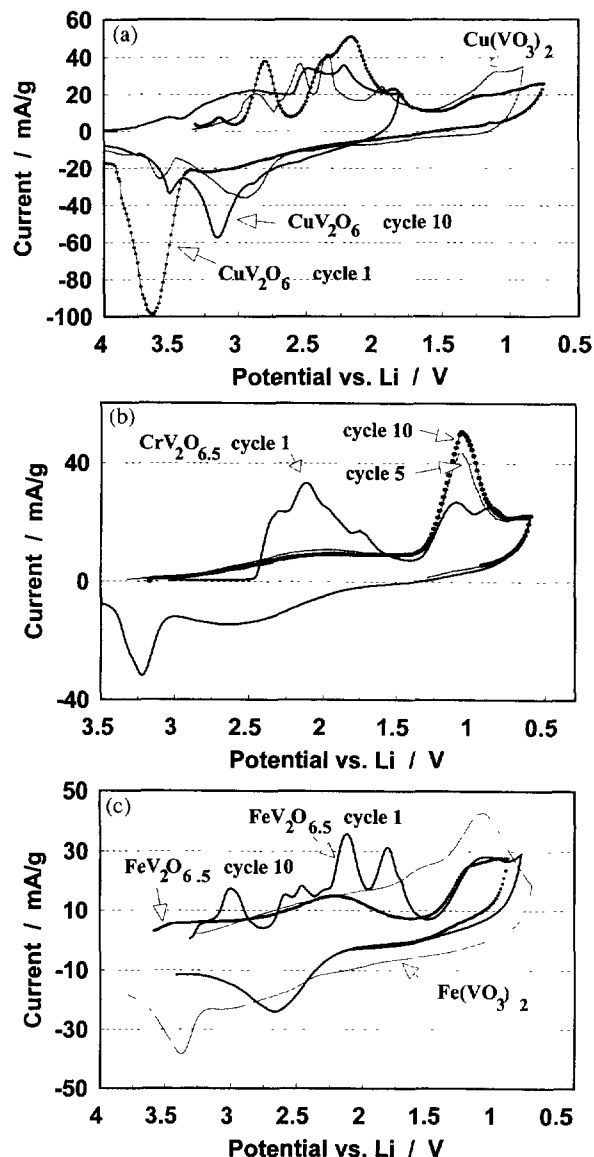 (a)
Cu(VO3)2
60
40
20
0
-20
-40
-60
-80
-100
CuV2O6 cycle 10
CuV2O6 cycle 1
Current / mA/g
4 3.5 3 2.5 2 1.5 1 0.5
Potential vs. Li / V
(b)
CrV2O6.5 cycle 1
cycle 10
cycle 5
40
0
-40
Current / mA/g
3.5 3 2.5 2 1.5 1 0.5
Potential vs. Li / V
(c)
FeV2O6.5 cycle 1
FeV2O6.5 cycle 10
50
30
10
-10
-30
-50
Fe(VO3)2
Current / mA/g
4 3.5 3 2.5 2 1.5 1 0.5
Potential vs. Li / V